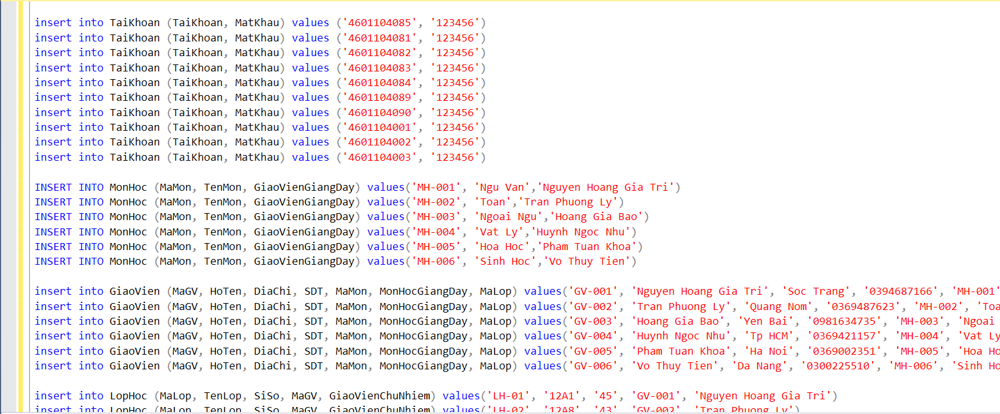 insert into TaiKhoan (TaiKhoan, MatKhau) values ('4601104085', '123456')
insert into TaiKhoan (TaiKhoan, MatKhau) values ('4601104081', '123456')
insert into TaiKhoan (TaiKhoan, MatKhau) values ('4601104082', '123456')
insert into TaiKhoan (TaiKhoan, MatKhau) values ('4601104083', '123456')
insert into TaiKhoan (TaiKhoan, MatKhau) values ('4601104084', '123456')
insert into TaiKhoan (TaiKhoan, MatKhau) values ('4601104089', '123456')
insert into TaiKhoan (TaiKhoan, MatKhau) values ('4601104090', '123456')
insert into TaiKhoan (TaiKhoan, MatKhau) values ('4601104001', '123456')
insert into TaiKhoan (TaiKhoan, MatKhau) values ('4601104002', '123456')
insert into TaiKhoan (TaiKhoan, MatKhau) values ('4601104003', '123456')
INSERT INTO MonHoc (MaMon, TenMon, GiaoVienGiangDay) values('MH-001', 'Ngu Van','Nguyen Hoang Gia Tri')
INSERT INTO MonHoc (MaMon, TenMon, GiaoVienGiangDay) values('MH-002', 'Toan','Tran Phuong Ly')
INSERT INTO MonHoc (MaMon, TenMon, GiaoVienGiangDay) values('MH-003', 'Ngoai Ngu','Hoang Gia Bao')
INSERT INTO MonHoc (MaMon, TenMon, GiaoVienGiangDay) values('MH-004', 'Vat Ly','Huynh Ngoc Nhu')
INSERT INTO MonHoc (MaMon, TenMon, GiaoVienGiangDay) values('MH-005', 'Hoa Hoc','Pham Tuan Khoa')
INSERT INTO MonHoc (MaMon, TenMon, GiaoVienGiangDay) values('MH-006', 'Sinh Hoc','Vo Thuy Tien')
insert into GiaoVien (MaGV, HoTen, DiaChi, SDT, MaMon, MonHocGiangDay, MaLop) values('GV-001', 'Nguyen Hoang Gia Tri', 'Soc Trang', '0394687166', 'MH-001'
insert into GiaoVien (MaGV, HoTen, DiaChi, SDT, MaMon, MonHocGiangDay, MaLop) values('GV-002', 'Tran Phuong Ly', 'Quang Nom', '0369487623', 'MH-002', 'Toa
insert into GiaoVien (MaGV, HoTen, DiaChi, SDT, MaMon, MonHocGiangDay, MaLop) values('GV-003', 'Hoang Gia Bao', 'Yen Bai', '0981634735', 'MH-003', 'Ngoai
insert into GiaoVien (MaGV, HoTen, DiaChi, SDT, MaMon, MonHocGiangDay, MaLop) values('GV-004', 'Huynh Ngoc Nhu', 'Tp HCM', '0369421157', 'MH-004', 'Vat Ly
insert into GiaoVien (MaGV, HoTen, DiaChi, SDT, MaMon, MonHocGiangDay, MaLop) values('GV-005', 'Pham Tuan Khoa', 'Ha Noi', '0369002351', 'MH-005', 'Hoa Ho
insert into GiaoVien (MaGV, HoTen, DiaChi, SDT, MaMon, MonHocGiangDay, MaLop) values('GV-006', 'Vo Thuy Tien', 'Da Nang', '0300225510', 'MH-006', 'Sinh Ho
insert into LopHoc (MaLop, TenLop, SiSo, MaGV, GiaoVienChuNhiem) values('LH-01', '12A1', '45', 'GV-001', 'Nguyen Hoang Gia Tri')
insert into LopHoc (MaLop, TenLop, SiSo, MaGV, GiaoVienChuNhiem) values('LH-02', '12A8', '43', 'GV-002', 'Tran Phuong Ly')